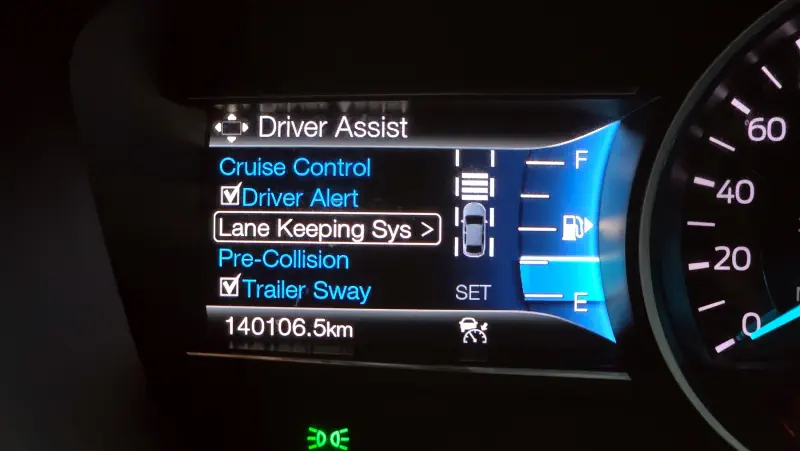 Driver Assist
Cruise Control
Driver Alert
Lane Keeping Sys >
Pre-Collision
Trailer Sway
SET
140106.5km
F
E
60
40
20
0